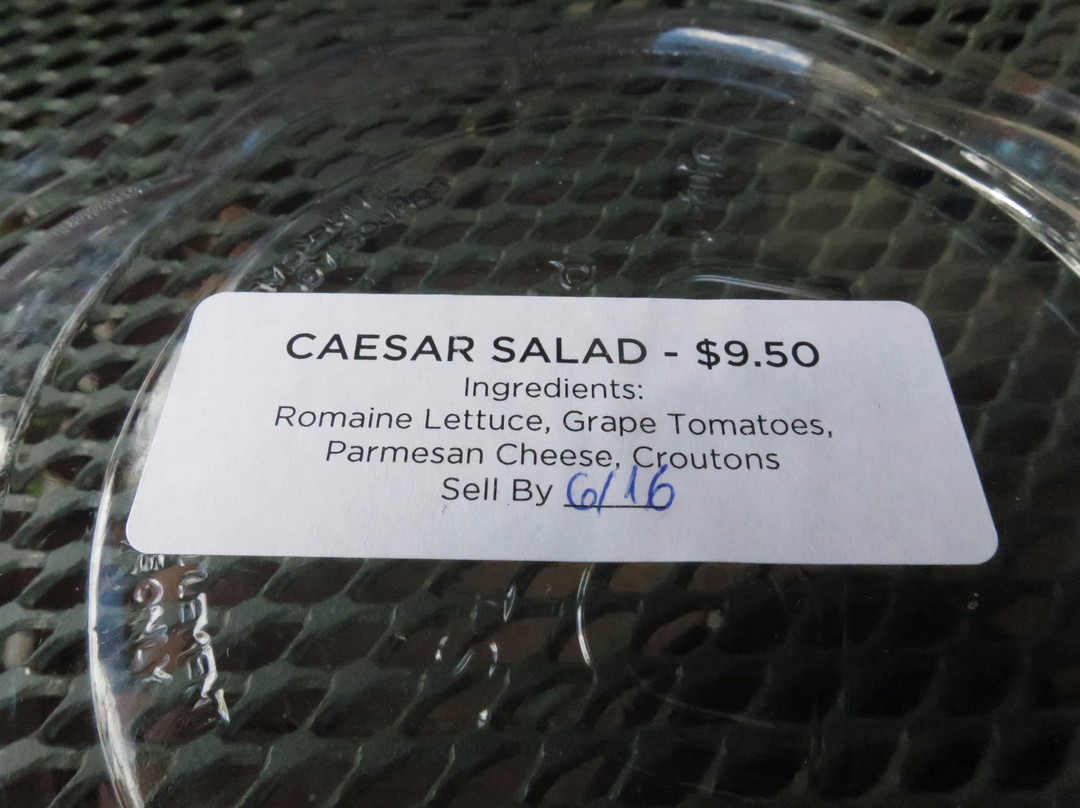 CAESAR SALAD - $9.50
Ingredients:
Romaine Lettuce, Grape Tomatoes,
Parmesan Cheese, Croutons
Sell By 6/16